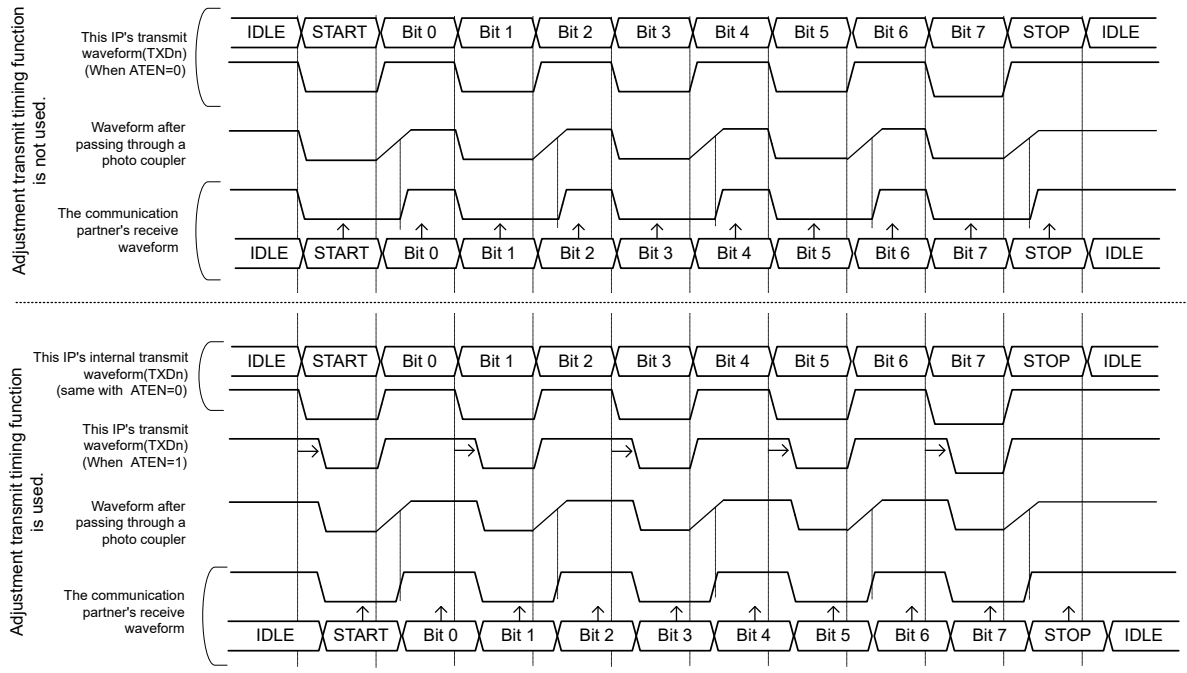 Adjustment transmit timing function
is not used.
This IP's transmit
waveform(TXDn)
(When ATEN=0)
IDLE START Bit 0 Bit 1 Bit 2 Bit 3 Bit 4 Bit 5 Bit 6 Bit 7 STOP IDLE
Waveform after
passing through a
photo coupler
The communication
partner's receive
waveform
IDLE START Bit 0 Bit 1 Bit 2 Bit 3 Bit 4 Bit 5 Bit 6 Bit 7 STOP IDLE
Adjustment transmit timing function
is used.
This IP's internal transmit
waveform(TXDn)
(same with ATEN=0)
IDLE START Bit 0 Bit 1 Bit 2 Bit 3 Bit 4 Bit 5 Bit 6 Bit 7 STOP IDLE
This IP's transmit
waveform(TXDn)
(When ATEN=1)
Waveform after
passing through a
photo coupler
The communication
partner's receive
waveform
IDLE START Bit 0 Bit 1 Bit 2 Bit 3 Bit 4 Bit 5 Bit 6 Bit 7 STOP IDLE